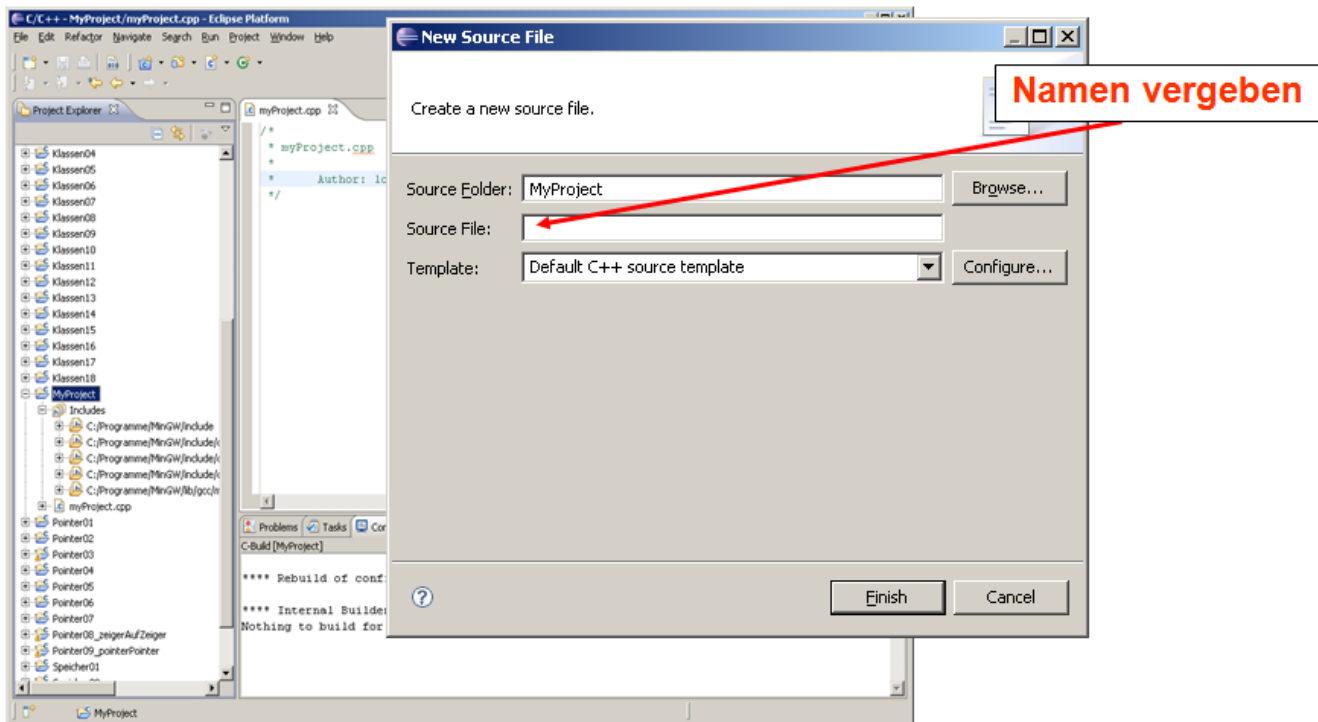 C/C++ - MyProject/myProject.cpp - Eclipse Platform
File Edit Refactor Navigate Search Run Project Window Help
Project Explorer
Klassen04
Klassen05
Klassen06
Klassen07
Klassen08
Klassen09
Klassen10
Klassen11
Klassen12
Klassen13
Klassen14
Klassen15
Klassen16
Klassen17
Klassen18
MyProject
Includes
C:/Programme/MinGW/include
C:/Programme/MinGW/include/c
C:/Programme/MinGW/include/c
C:/Programme/MinGW/include/c
C:/Programme/MinGW/lib/gcc/m
myProject.cpp
Pointer01
Pointer02
Pointer03
Pointer04
Pointer05
Pointer06
Pointer07
Pointer08_zeigerAufZeiger
Pointer09_pointerPointer
Speicher01
MyProject
myProject.cpp
/*
* myProject.cpp
*
* Author: lo
*/
Problems Tasks Con
C-Build [MyProject]
**** Rebuild of conf
**** Internal Builder
Nothing to build for
New Source File
Create a new source file.
Namen vergeben
Source Folder: MyProject Browse...
Source File:
Template: Default C++ source template Configure...
Finish Cancel